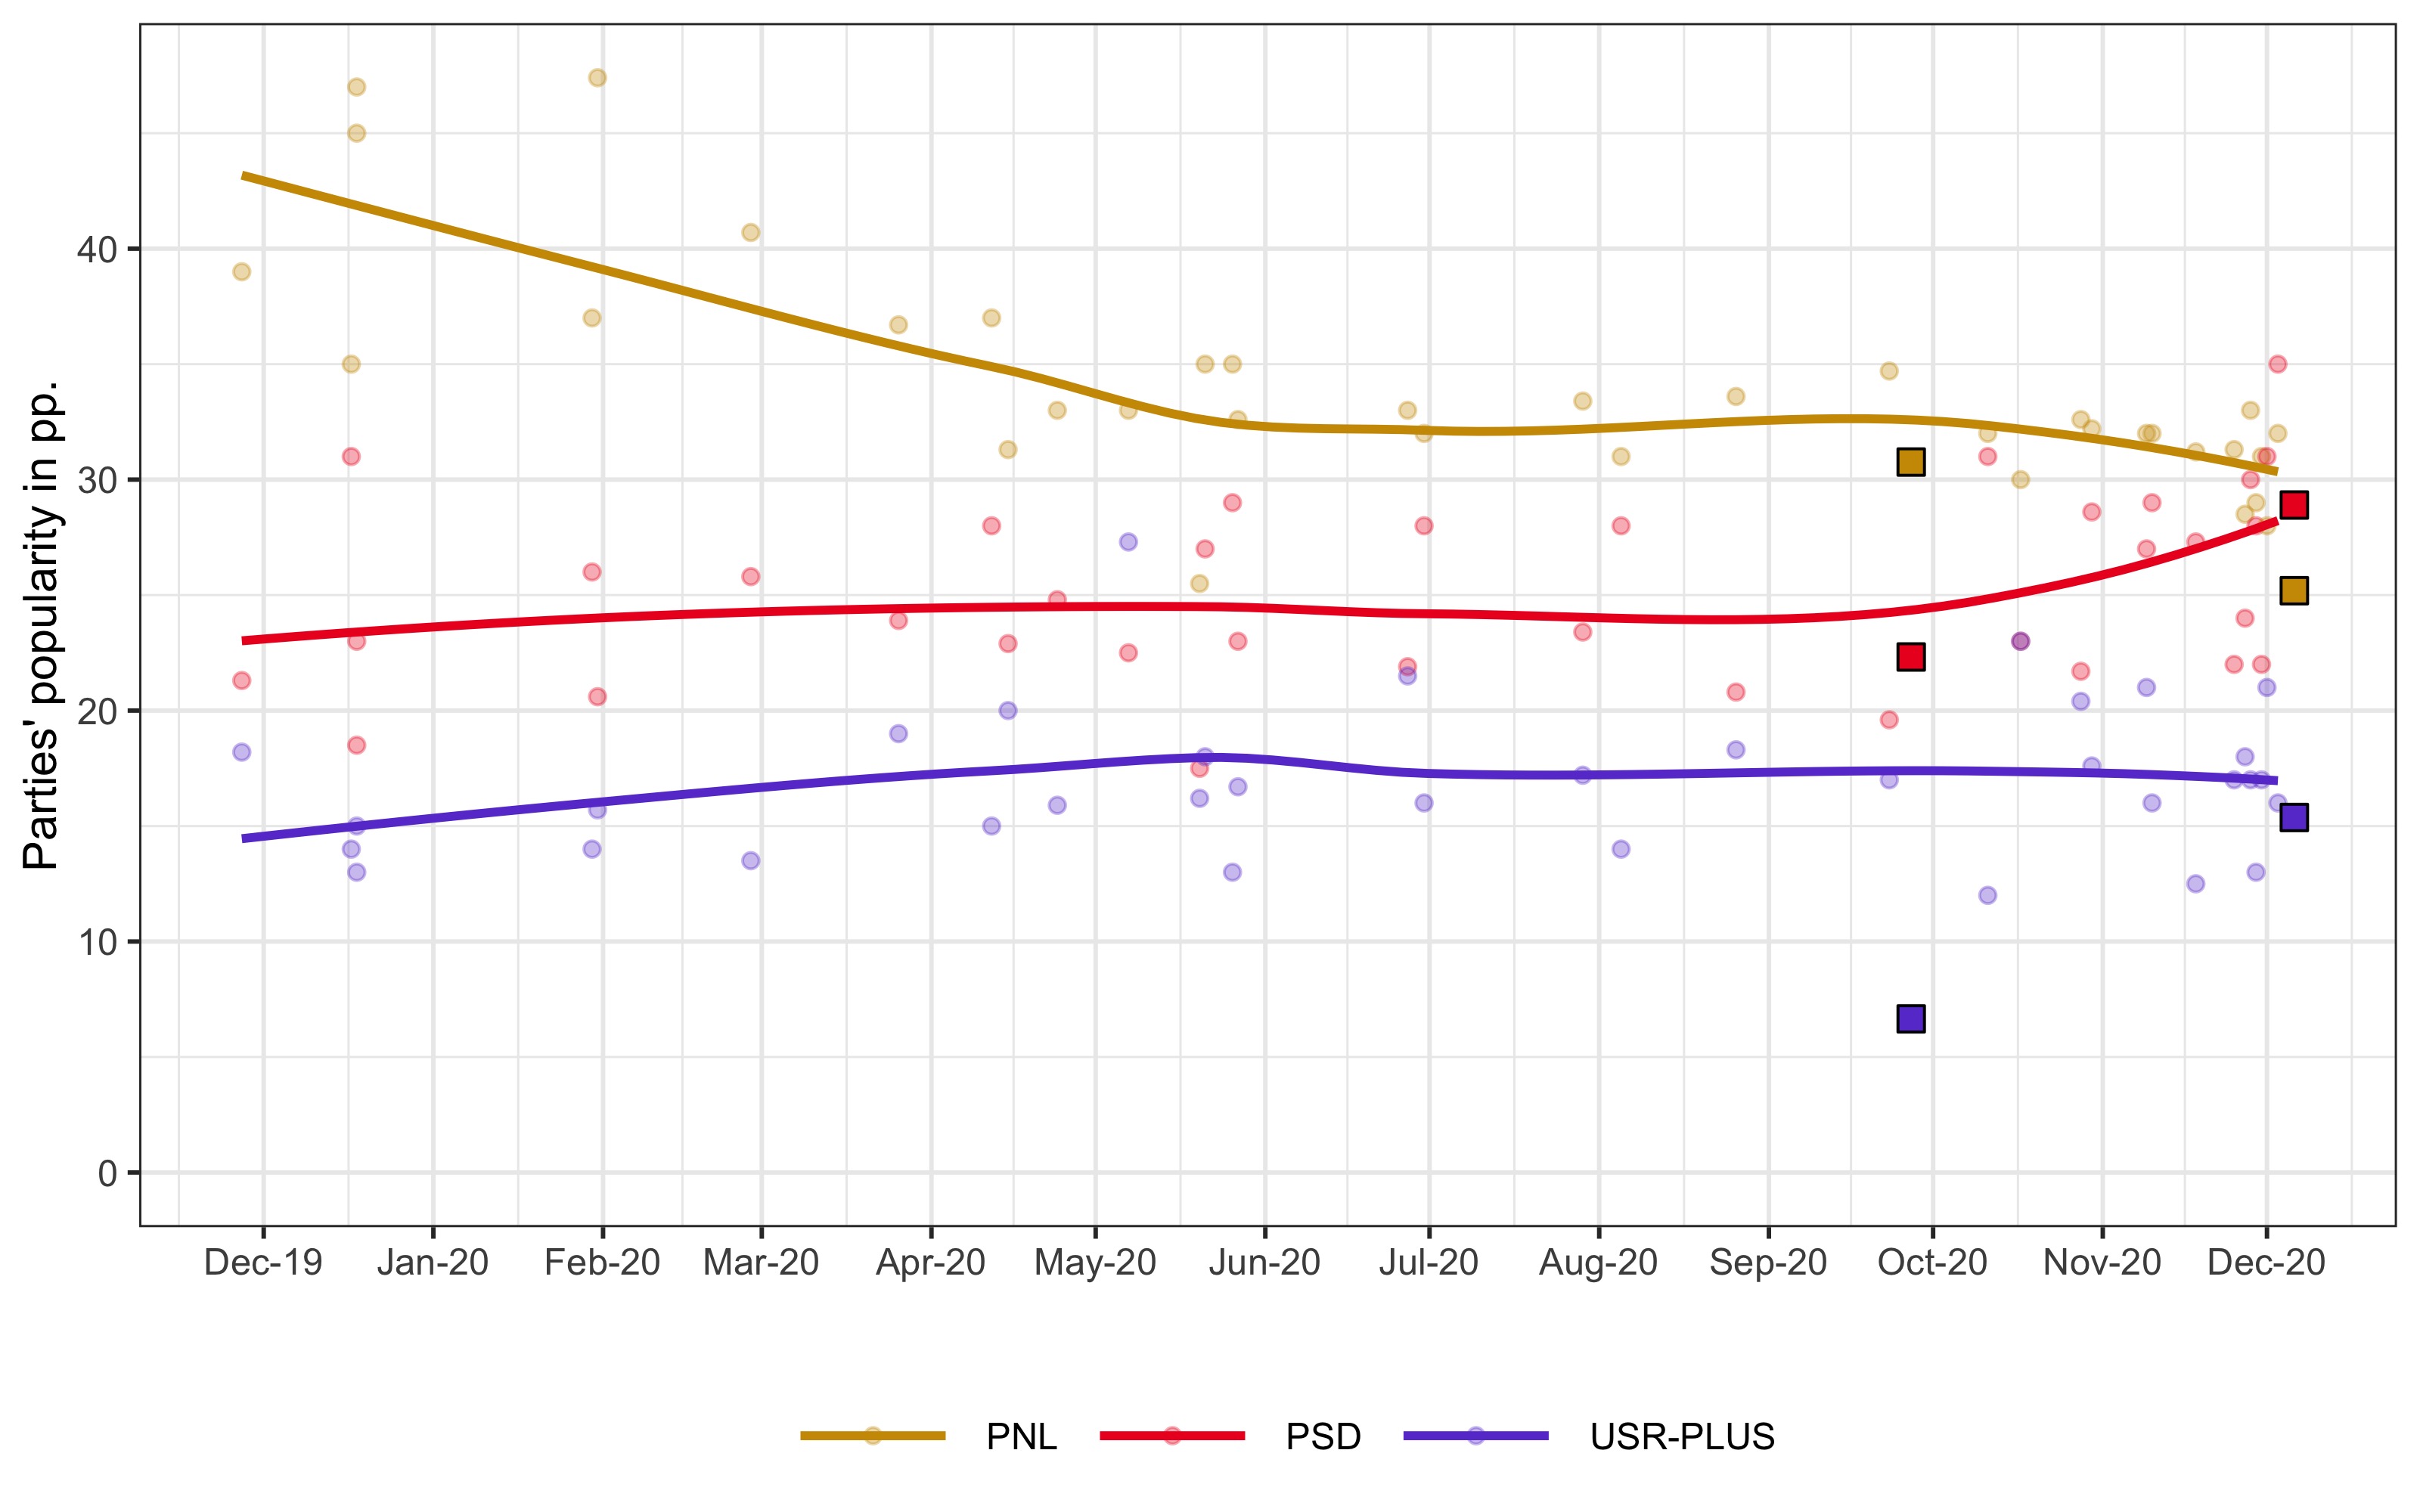 Parties' popularity in pp.
40
30
20
10
0
Dec-19 Jan-20 Feb-20 Mar-20 Apr-20 May-20 Jun-20 Jul-20 Aug-20 Sep-20 Oct-20 Nov-20 Dec-20
PNL PSD USR-PLUS